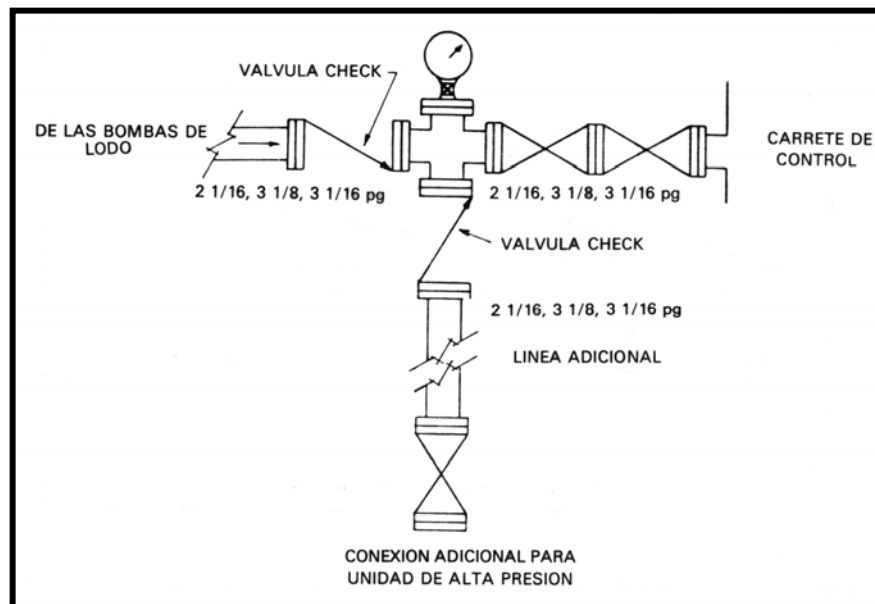 VALVULA CHECK
DE LAS BOMBAS DE
LODO
CARRETE DE
CONTROL
2 1/16, 3 1/8, 3 1/16 pg
2 1/16, 3 1/8, 3 1/16 pg
VALVULA CHECK
2 1/16, 3 1/8, 3 1/16 pg
LINEA ADICIONAL
CONEXION ADICIONAL PARA
UNIDAD DE ALTA PRESION